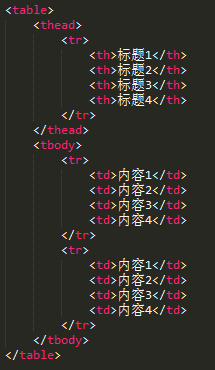 <table>
<thead>
<tr>
<th>标题1</th>
<th>标题2</th>
<th>标题3</th>
<th>标题4</th>
</tr>
</thead>
<tbody>
<tr>
<td>内容1</td>
<td>内容2</td>
<td>内容3</td>
<td>内容4</td>
</tr>
<tr>
<td>内容1</td>
<td>内容2</td>
<td>内容3</td>
<td>内容4</td>
</tr>
</tbody>
</table>